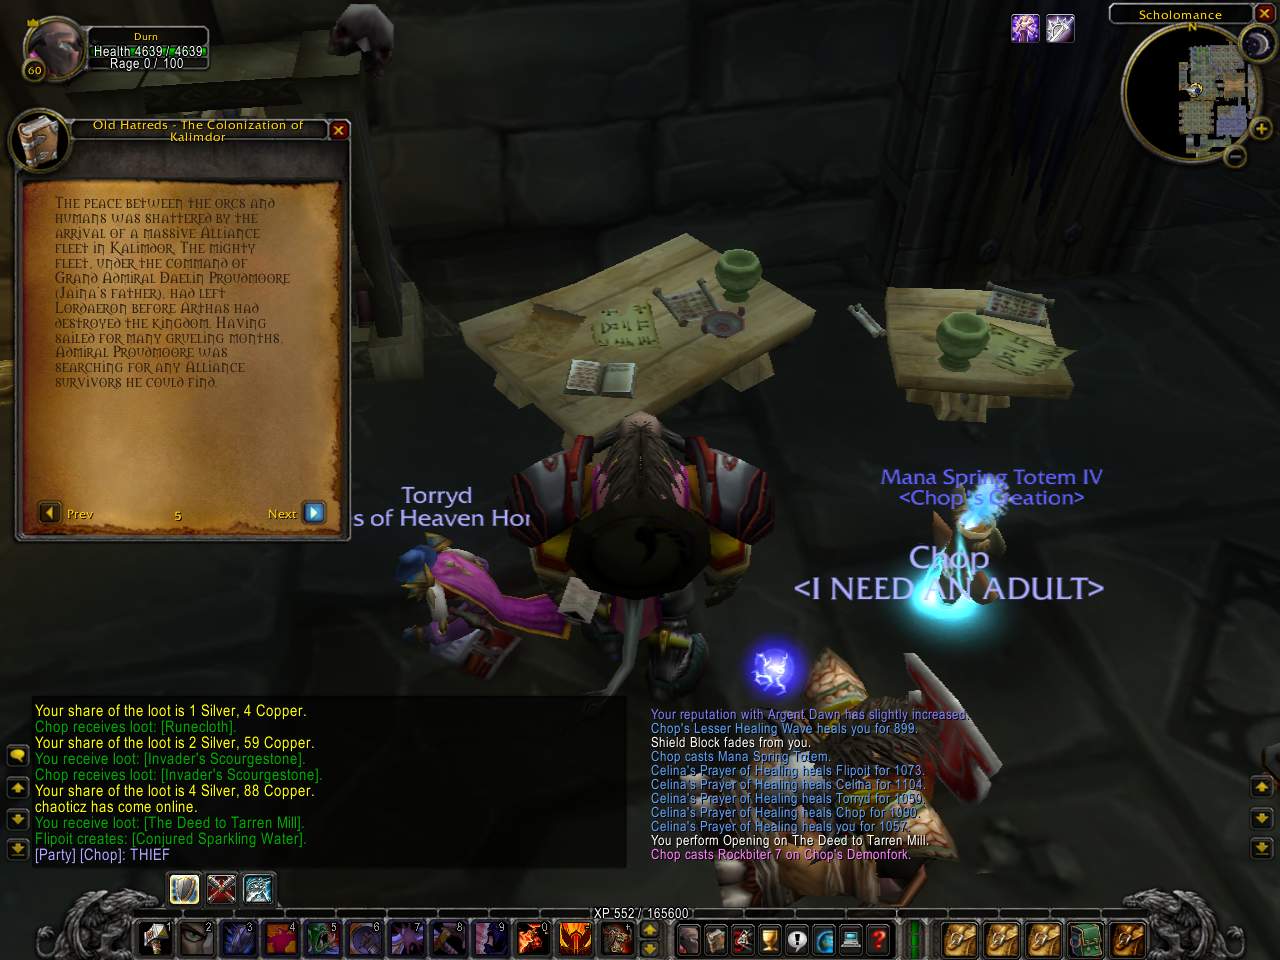 Durn
Health 4639 / 4639
Rage 0 / 100
60
Scholomance
N
Old Hatreds - The Colonization of
Kalimdor
The peace between the orcs and
humans was shattered by the
arrival of a massive Alliance
fleet in Kalimdor. The mighty
fleet, under the command of
Grand Admiral Daelin Proudmoore
(Jaina's father), had left
Lordaeron before Arthas had
destroyed the kingdom. Having
sailed for many grueling months,
Admiral Proudmoore was
searching for any Alliance
survivors he could find.
Prev
5
Next
Torryd
s of Heaven Hor
Mana Spring Totem IV
<Chop's Creation>
Chop
<I NEED AN ADULT>
Your share of the loot is 1 Silver, 4 Copper.
Chop receives loot: [Runecloth].
Your share of the loot is 2 Silver, 59 Copper.
You receive loot: [Invader's Scourgestone].
Chop receives loot: [Invader's Scourgestone].
Your share of the loot is 4 Silver, 88 Copper.
chaoticz has come online.
You receive loot: [The Deed to Tarren Mill].
Flipoit creates: [Conjured Sparkling Water].
[Party] [Chop]: THIEF
Your reputation with Argent Dawn has slightly increased.
Chop's Lesser Healing Wave heals you for 899.
Shield Block fades from you.
Chop casts Mana Spring Totem.
Celina's Prayer of Healing heals Flipoit for 1073.
Celina's Prayer of Healing heals Celina for 1104.
Celina's Prayer of Healing heals Torryd for 1059.
Celina's Prayer of Healing heals Chop for 1090.
Celina's Prayer of Healing heals you for 1057.
You perform Opening on The Deed to Tarren Mill.
Chop casts Rockbiter 7 on Chop's Demonfork.
XP 552 / 165600
1 2 3 4 5 6 7 8 9 0 - =